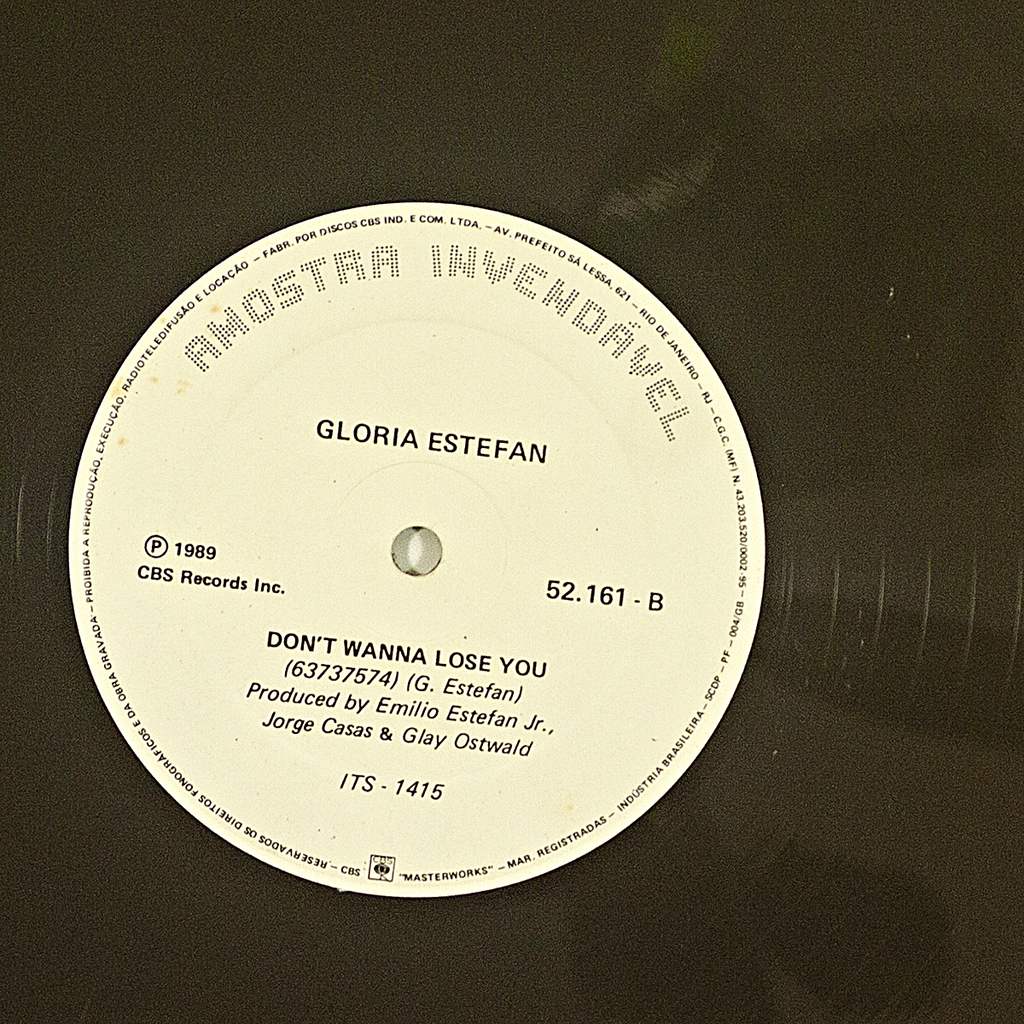 AMOSTRA INVENDÁVEL
GLORIA ESTEFAN
Ⓟ 1989
CBS Records Inc.
52.161 - B
DON'T WANNA LOSE YOU
(63737574) (G. Estefan)
Produced by Emilio Estefan Jr.,
Jorge Casas & Glay Ostwald
ITS - 1415
RESERVADOS OS DIREITOS FONOGRÁFICOS E DA OBRA GRAVADA – PROIBIDA A REPRODUÇÃO, EXECUÇÃO, RADIOTELEDIFUSÃO E LOCAÇÃO – FABR. POR DISCOS CBS IND. E COM. LTDA. – AV. PREFEITO SÁ LESSA, 621 – RIO DE JANEIRO – RJ – C.G.C. (MF) N. 43.203.520/0002-95 – 004/GB – PF – SCDP – INDÚSTRIA BRASILEIRA – MAR. REGISTRADAS – "MASTERWORKS" CBS – CBS –